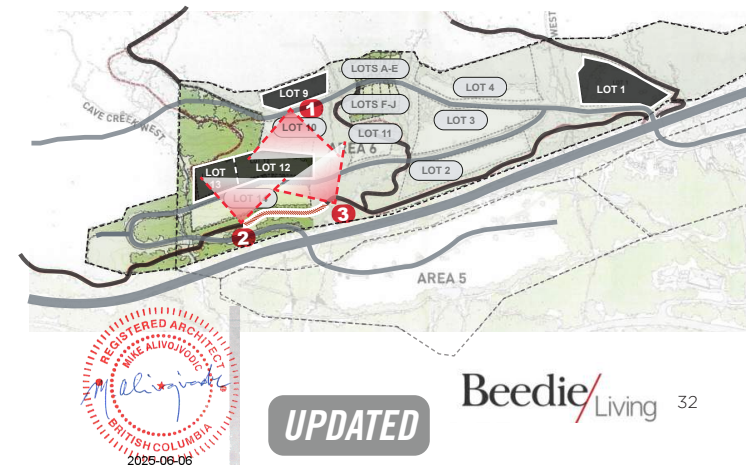 WEST
LOTS A-E
LOT 9
LOT 4
LOT 1
CAVE CREEK WEST
1
LOTS F-J
LOT 10
LOT 11
LOT 3
AREA 6
LOT
LOT 12
LOT 2
3
2
AREA 5
REGISTERED ARCHITECT
MIKE ALIVOJVODIC
BRITISH COLUMBIA
2025-06-06
UPDATED
Beedie/Living
32